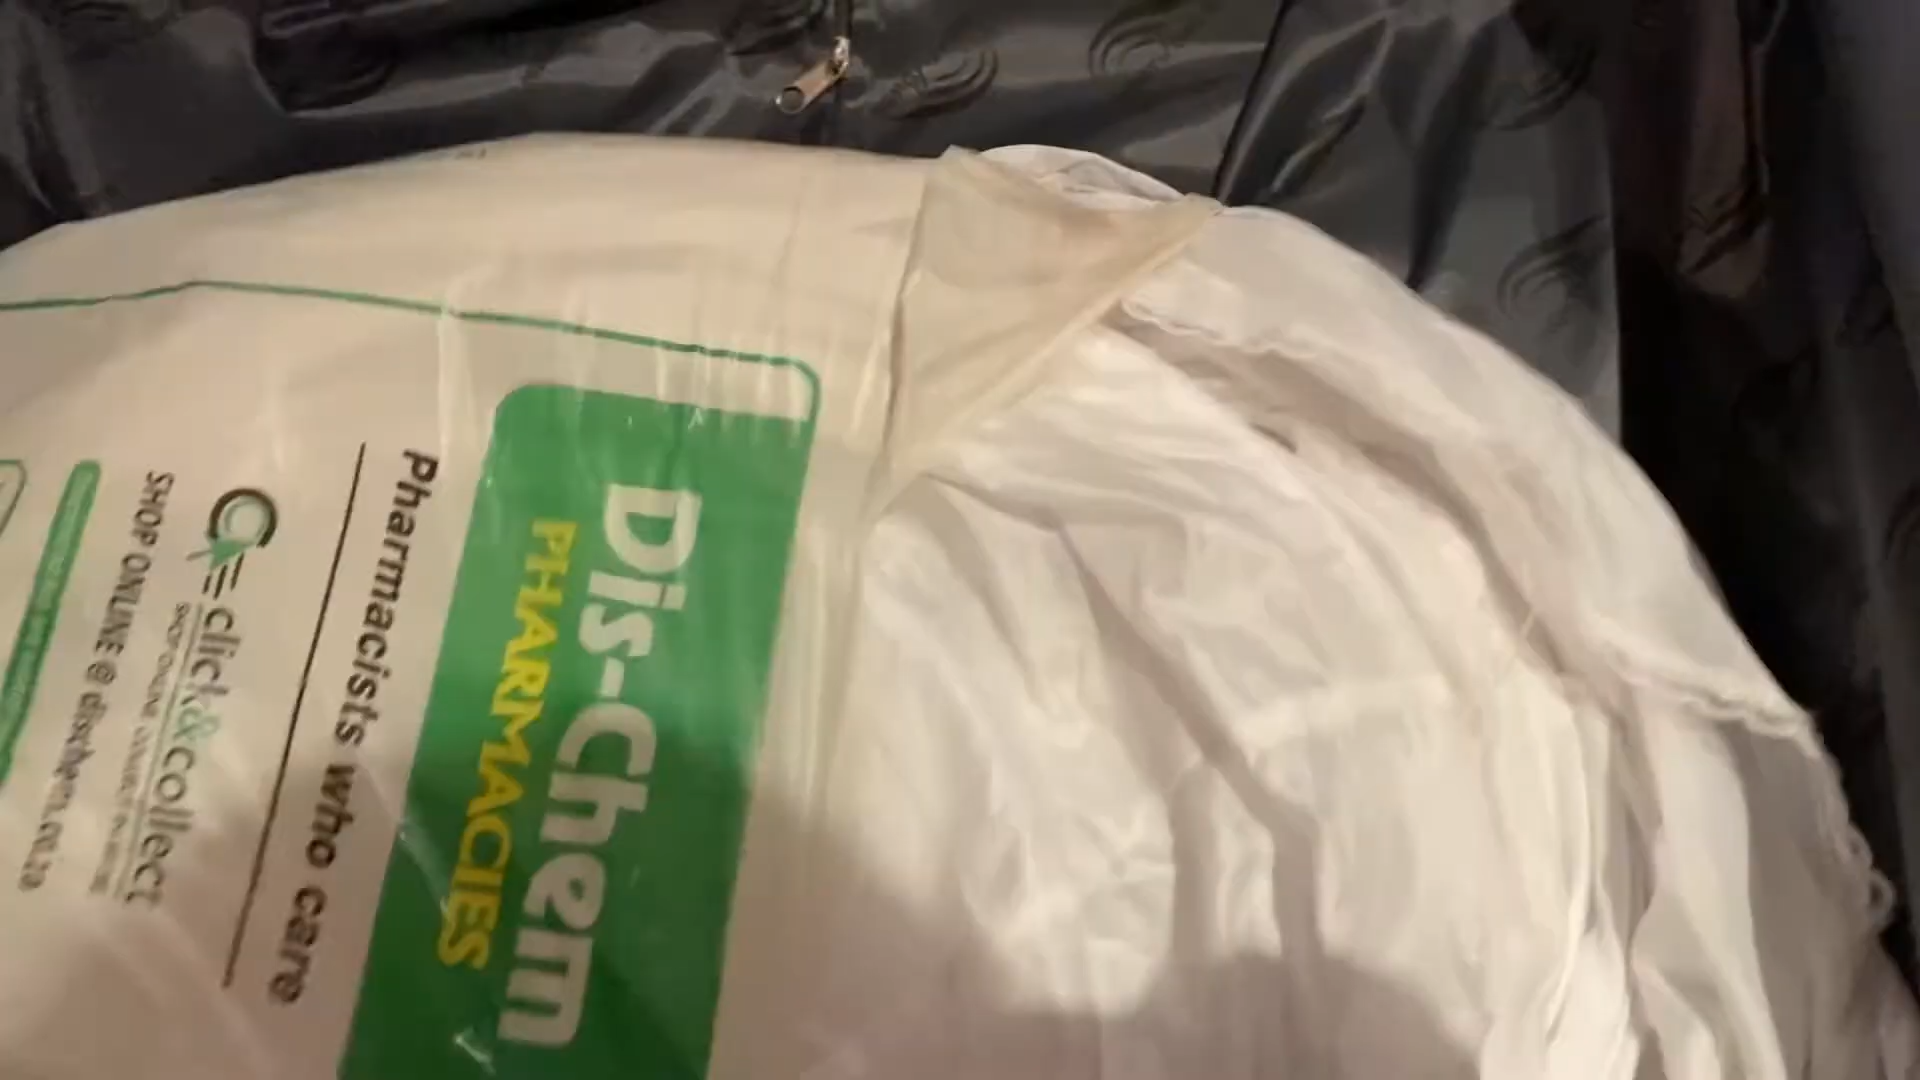 Dis-Chem
PHARMACIES
Pharmacists who care
click&collect
SHOP ONLINE @ dischem.co.za